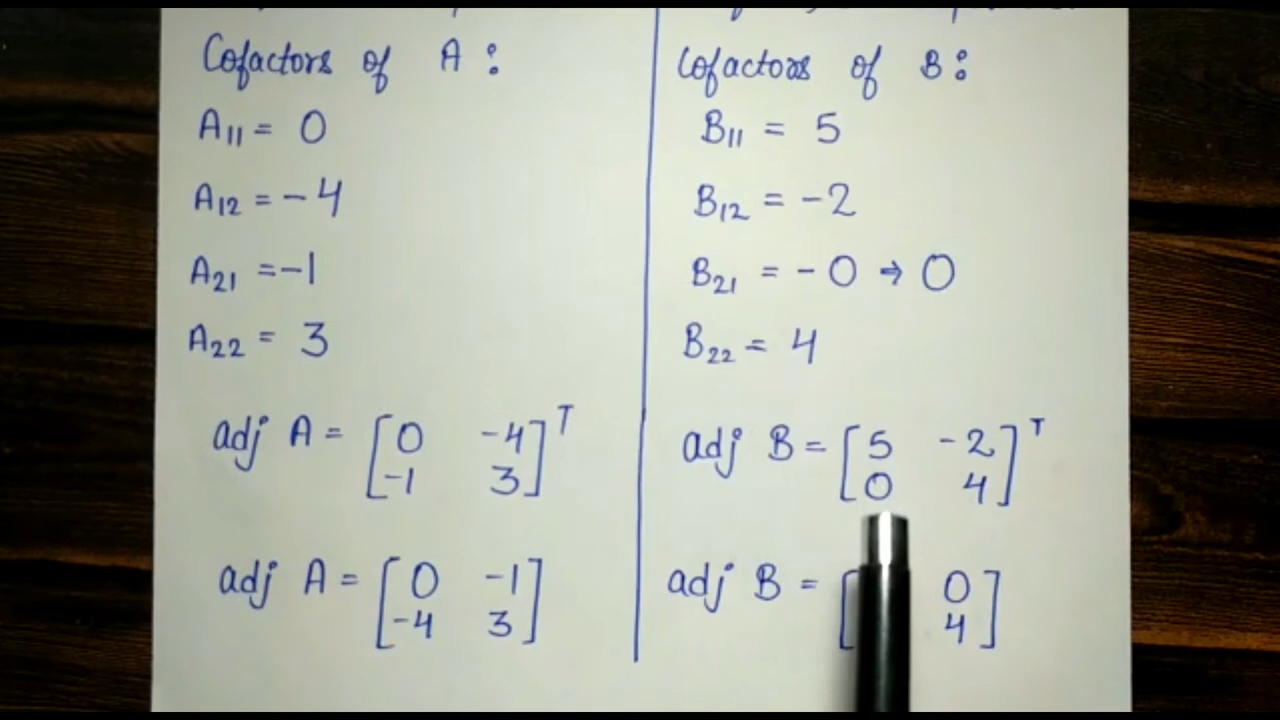 Cofactors of A :
A11 = 0
A12 = - 4
A21 = - 1
A22 = 3
adj A = [0 -4]T
[-1 3]
adj A = [0 -1]
[-4 3]
Cofactors of B :
B11 = 5
B12 = - 2
B21 = - 0 → 0
B22 = 4
adj B = [5 -2]T
[0 4]
adj B = [ 0]
[ 4]